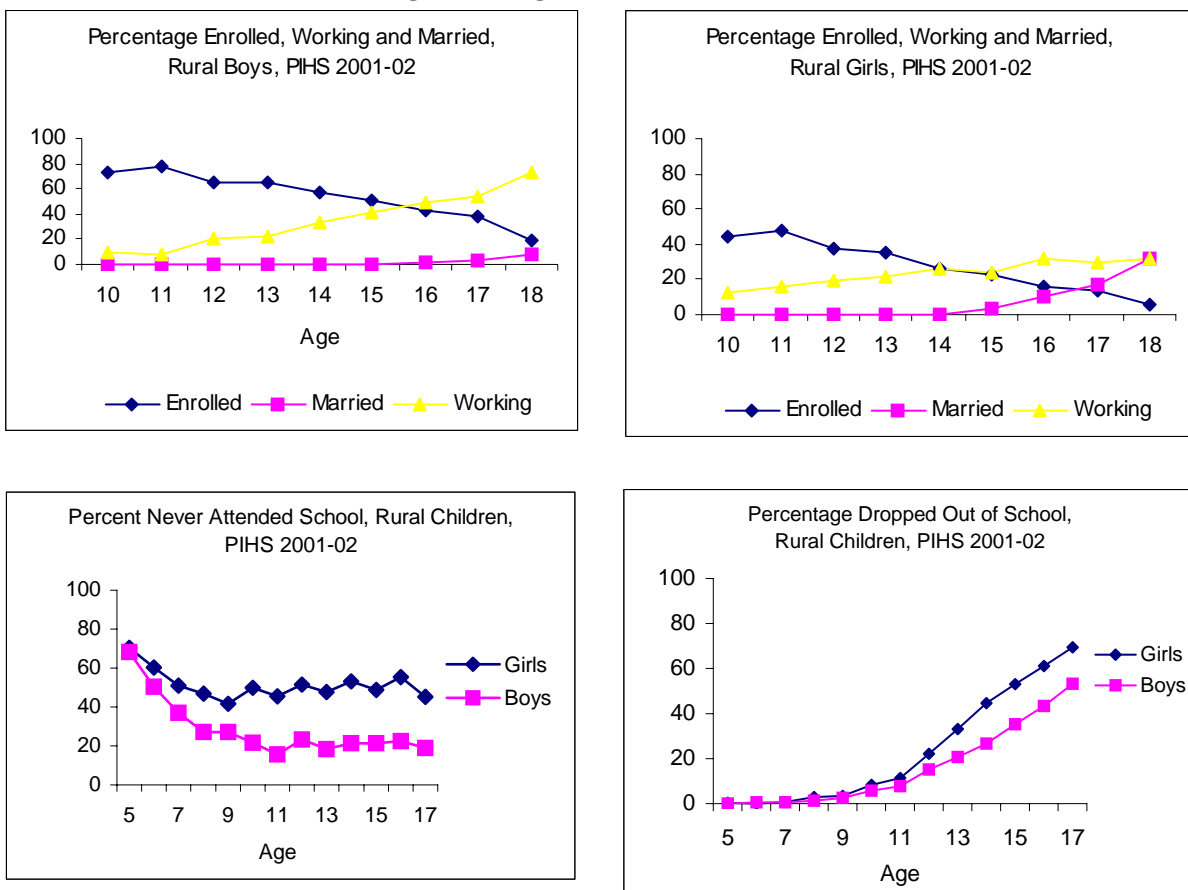 Percentage Enrolled, Working and Married,
Rural Boys, PIHS 2001-02
100
80
60
40
20
0
10 11 12 13 14 15 16 17 18
Age
Enrolled Married Working
Percentage Enrolled, Working and Married,
Rural Girls, PIHS 2001-02
100
80
60
40
20
0
10 11 12 13 14 15 16 17 18
Enrolled Married Working
Percent Never Attended School, Rural Children,
PIHS 2001-02
100
80
60
40
20
0
5 7 9 11 13 15 17
Age
Girls
Boys
Percentage Dropped Out of School,
Rural Children, PIHS 2001-02
100
80
60
40
20
0
5 7 9 11 13 15 17
Age
Girls
Boys